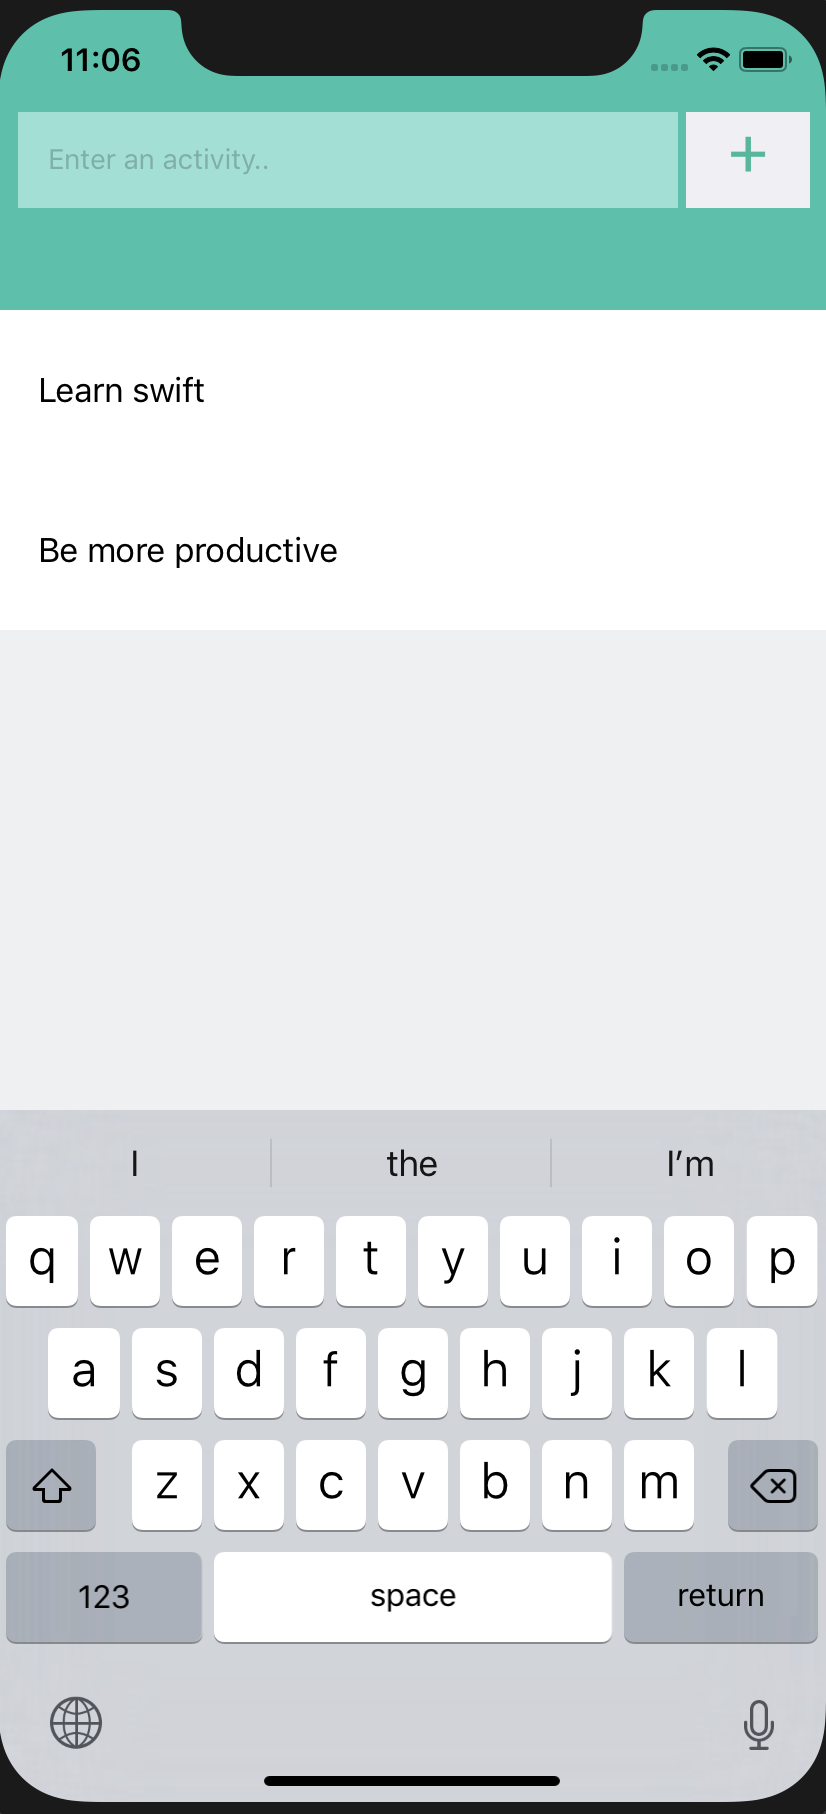 11:06
Enter an activity..
+
Learn swift
Be more productive
I the I’m
q w e r t y u i o p
a s d f g h j k l
z x c v b n m
123 space return